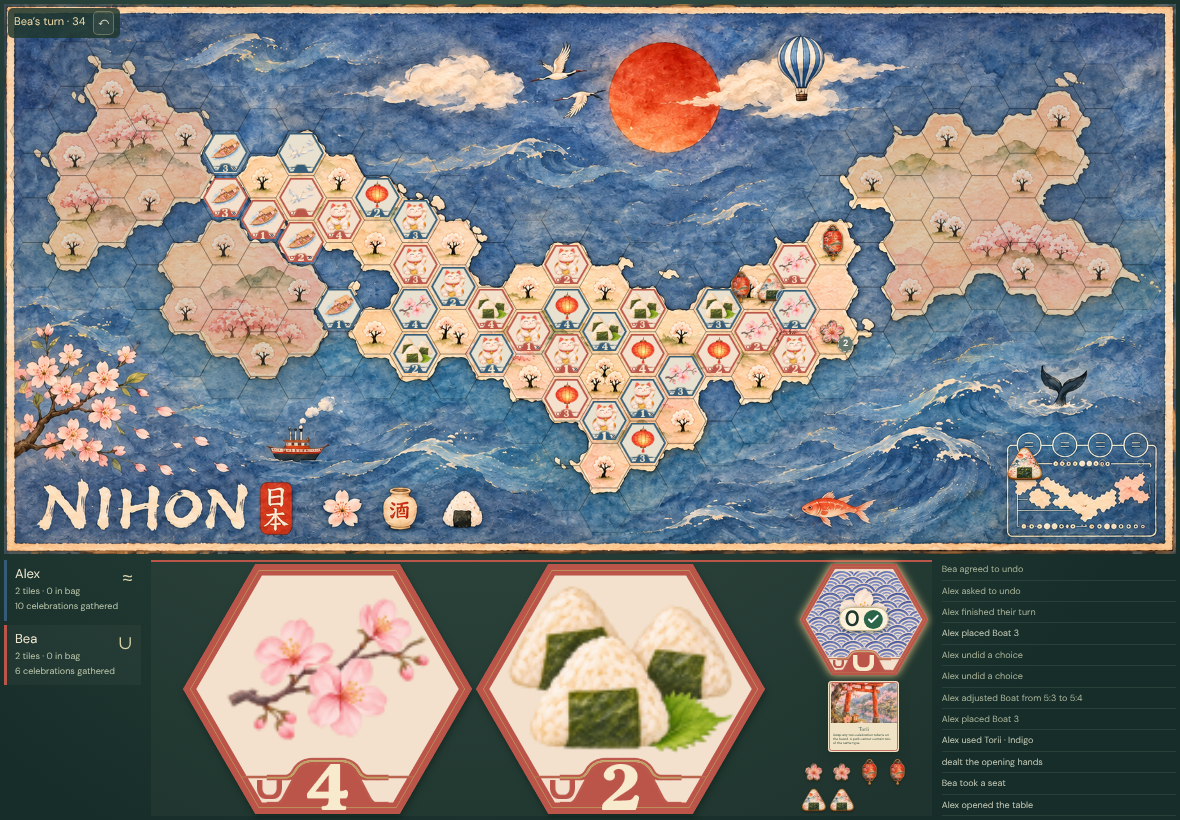 Bea's turn · 34
NIHON
日本
酒
Alex
2 tiles · 0 in bag
10 celebrations gathered
Bea
2 tiles · 0 in bag
6 celebrations gathered
U 4
U 2
0
U U
Torii
Bea agreed to undo
Alex asked to undo
Alex finished their turn
Alex placed Boat 3
Alex undid a choice
Alex undid a choice
Alex adjusted Boat from 5:3 to 5:4
Alex placed Boat 3
Alex used Torii · Indigo
dealt the opening hands
Bea took a seat
Alex opened the table